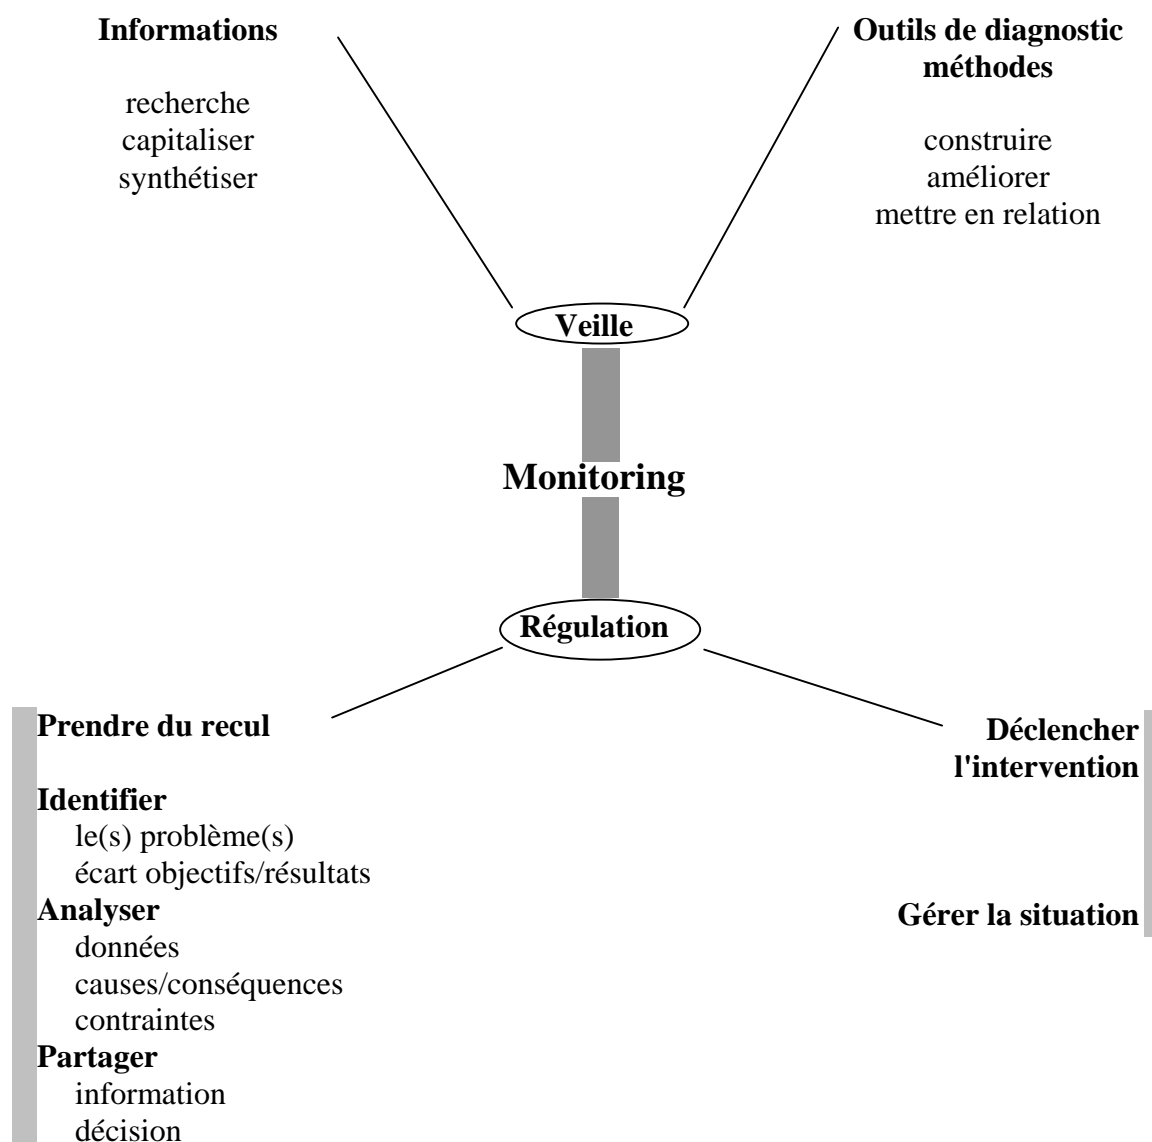 Informations
recherche
capitaliser
synthétiser
Outils de diagnostic
méthodes
construire
améliorer
mettre en relation
Veille
Monitoring
Régulation
Prendre du recul
Identifier
le(s) problème(s)
écart objectifs/résultats
Analyser
données
causes/conséquences
contraintes
Partager
information
décision
Déclencher
l'intervention
Gérer la situation